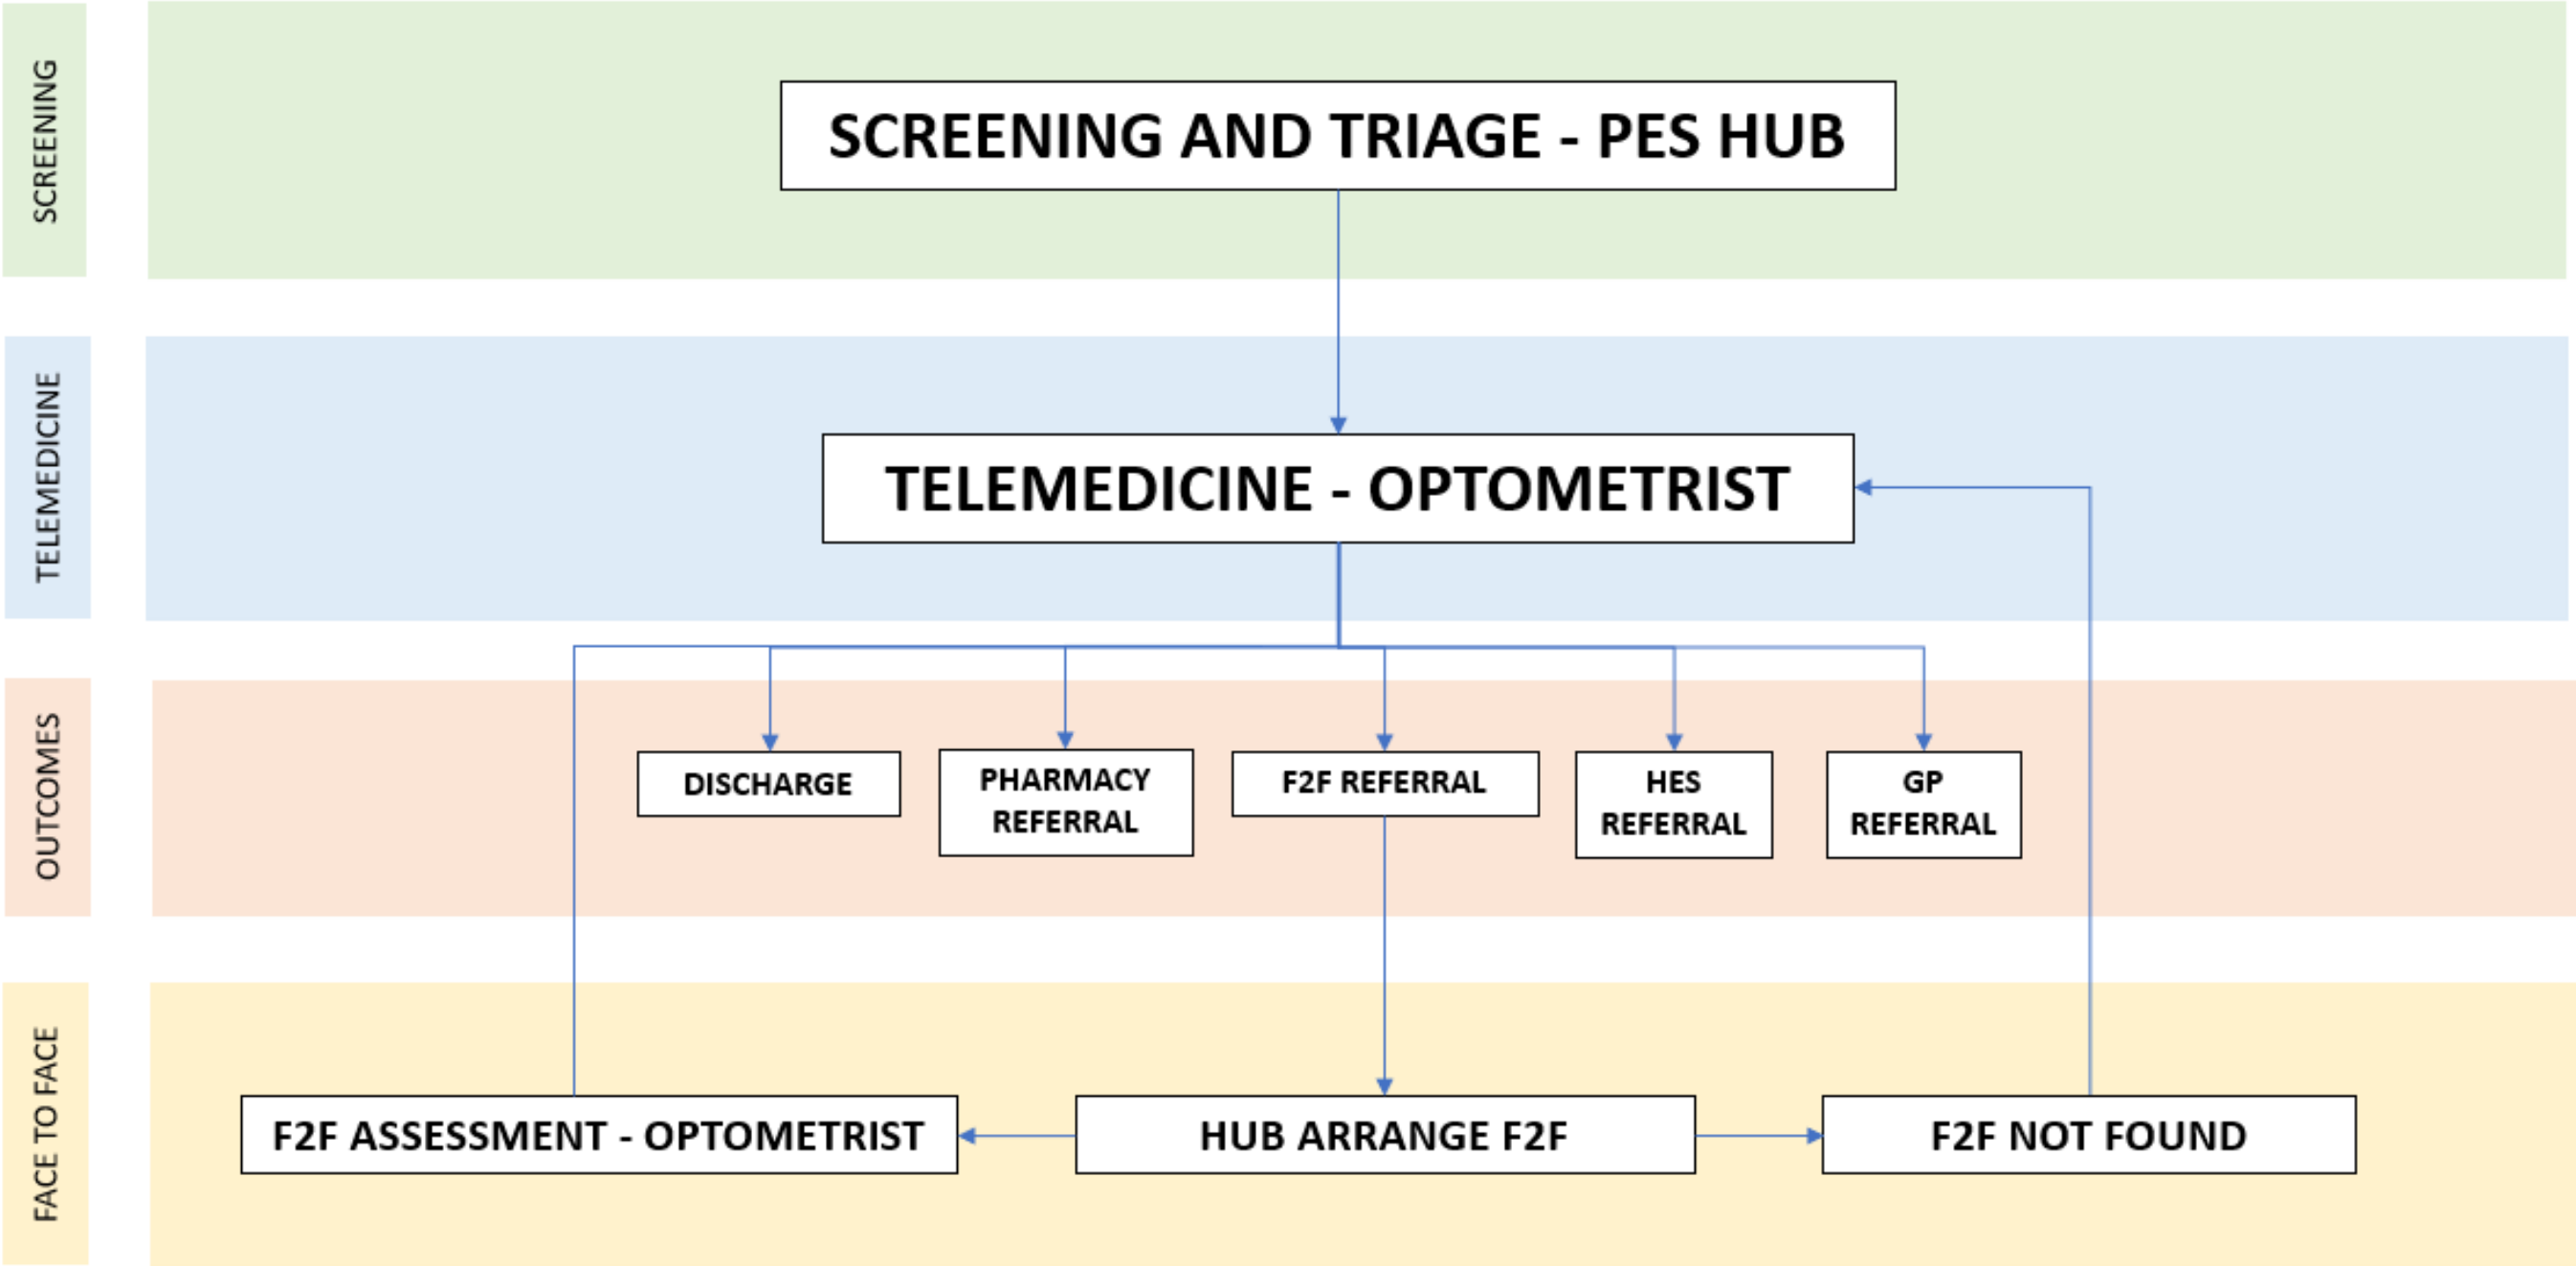 SCREENING
SCREENING AND TRIAGE - PES HUB
TELEMEDICINE
TELEMEDICINE - OPTOMETRIST
OUTCOMES
DISCHARGE
PHARMACY
REFERRAL
F2F REFERRAL
HES
REFERRAL
GP
REFERRAL
FACE TO FACE
F2F ASSESSMENT - OPTOMETRIST
HUB ARRANGE F2F
F2F NOT FOUND